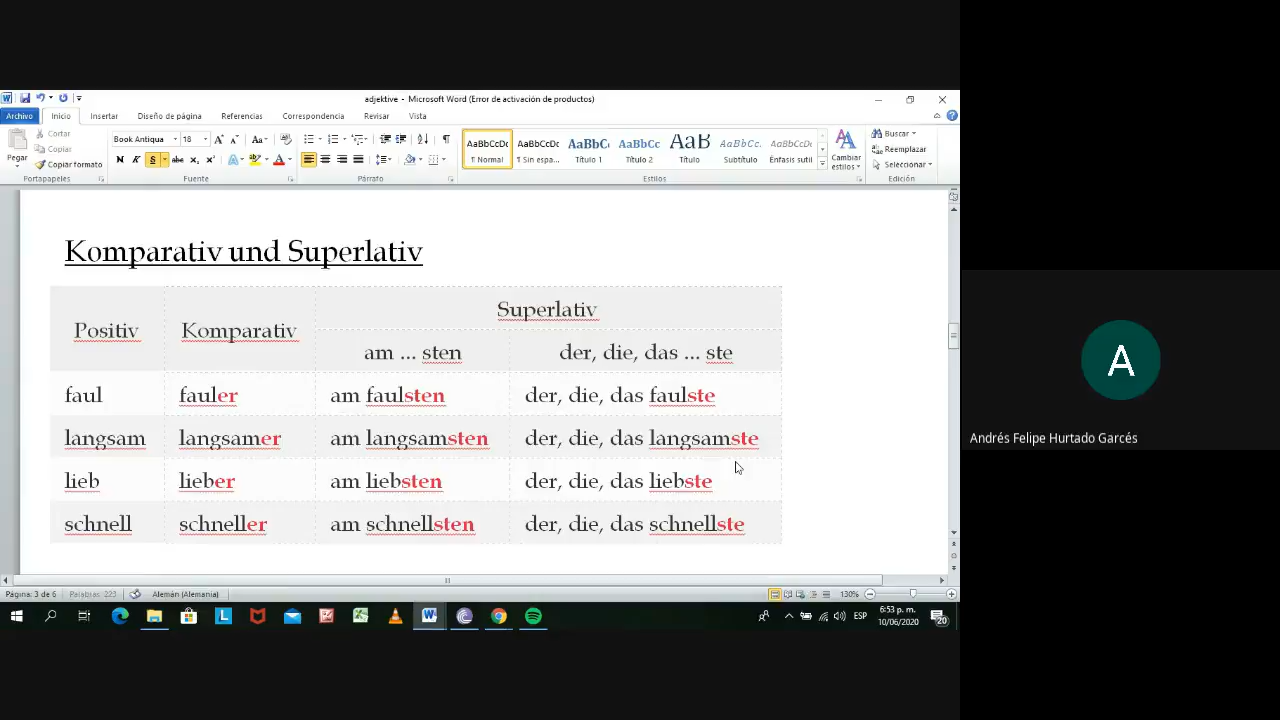 adjektive - Microsoft Word (Error de activación de productos)
Archivo Inicio Insertar Diseño de página Referencias Correspondencia Revisar Vista
Pegar
Cortar
Copiar
Copiar formato
Portapapeles
Book Antiqua 18
N K S abc x₂ x²
Fuente
Párrafo
AaBbCcDc AaBbCcDc AaBbC AaBbCc AaB AaBbCc. AaBbCcDc
¶ Normal ¶ Sin espa... Título 1 Título 2 Título Subtítulo Énfasis sutil
Estilos
Cambiar
estilos
Buscar
Reemplazar
Seleccionar
Edición
Komparativ und Superlativ
Positiv Komparativ Superlativ
am ... sten der, die, das ... ste
faul fauler am faulsten der, die, das faulste
langsam langsamer am langsamsten der, die, das langsamste
lieb lieber am liebsten der, die, das liebste
schnell schneller am schnellsten der, die, das schnellste
Página: 3 de 6 Palabras: 223 Alemán (Alemania) 130%
ESP
6:53 p. m.
10/06/2020
20
A
Andrés Felipe Hurtado Garcés